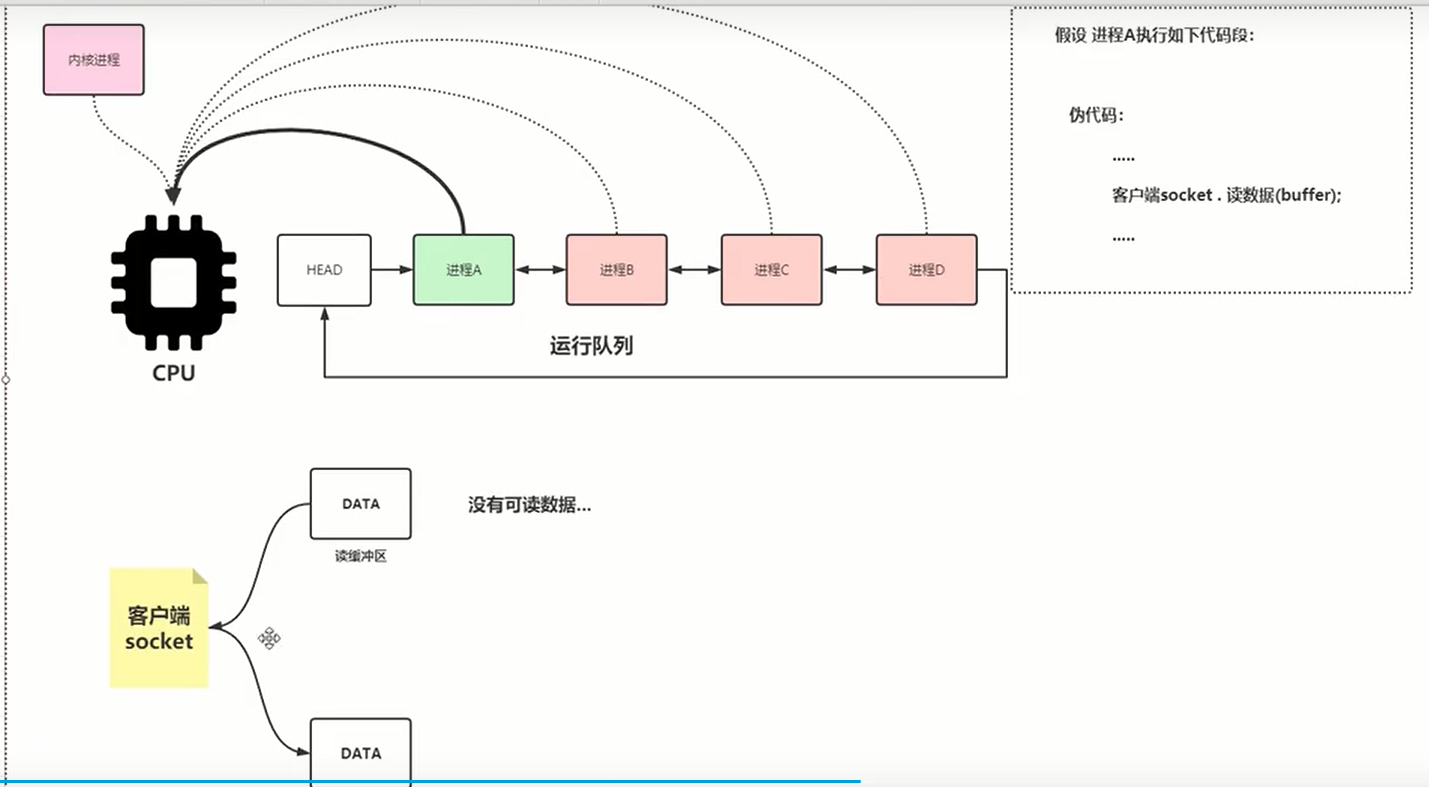 内核进程
假设 进程A执行如下代码段：
伪代码：
.....
客户端socket . 读数据(buffer);
.....
HEAD
进程A
进程B
进程C
进程D
运行队列
CPU
DATA
没有可读数据...
读缓冲区
客户端
socket
DATA